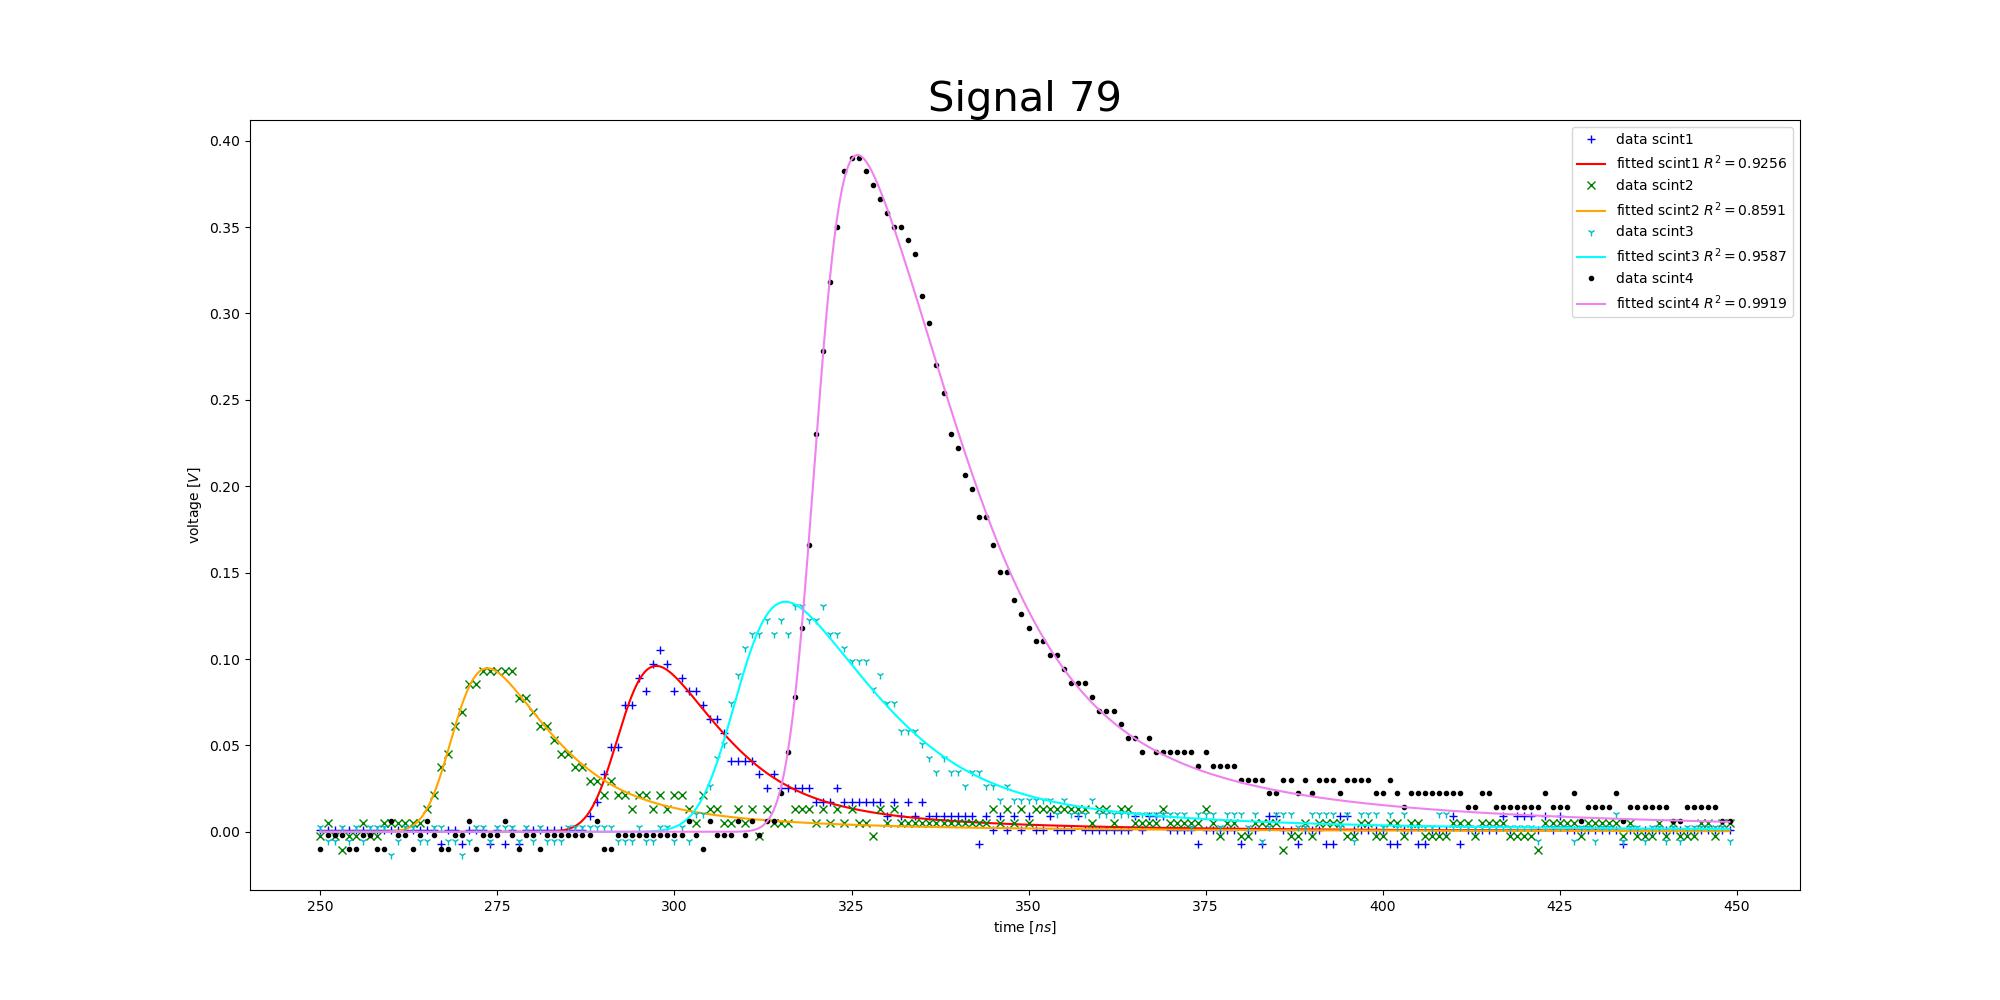 Signal 79
data scint1
fitted scint1 R² = 0.9256
data scint2
fitted scint2 R² = 0.8591
data scint3
fitted scint3 R² = 0.9587
data scint4
fitted scint4 R² = 0.9919
voltage [V]
0.40
0.35
0.30
0.25
0.20
0.15
0.10
0.05
0.00
250 275 300 325 350 375 400 425 450
time [ns]